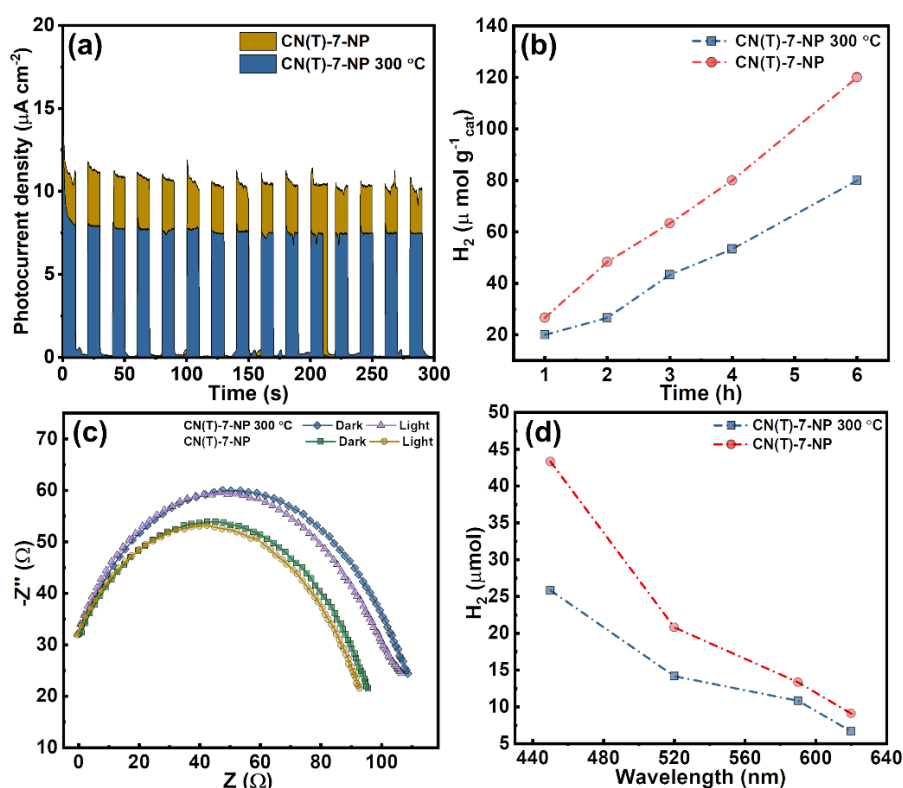 (a)
CN(T)-7-NP
CN(T)-7-NP 300 °C
Photocurrent density (μA cm⁻²)
20
15
10
5
0
0 50 100 150 200 250 300
Time (s)
(b)
CN(T)-7-NP 300 °C
CN(T)-7-NP
H₂ (μ mol g⁻¹cat)
140
120
100
80
60
40
20
1 2 3 4 5 6
Time (h)
(c)
CN(T)-7-NP 300 °C Dark Light
CN(T)-7-NP Dark Light
-Z'' (Ω)
70
60
50
40
30
20
10
0 20 40 60 80 100
Z (Ω)
(d)
CN(T)-7-NP 300 °C
CN(T)-7-NP
H₂ (μmol)
50
45
40
35
30
25
20
15
10
5
440 480 520 560 600 640
Wavelength (nm)